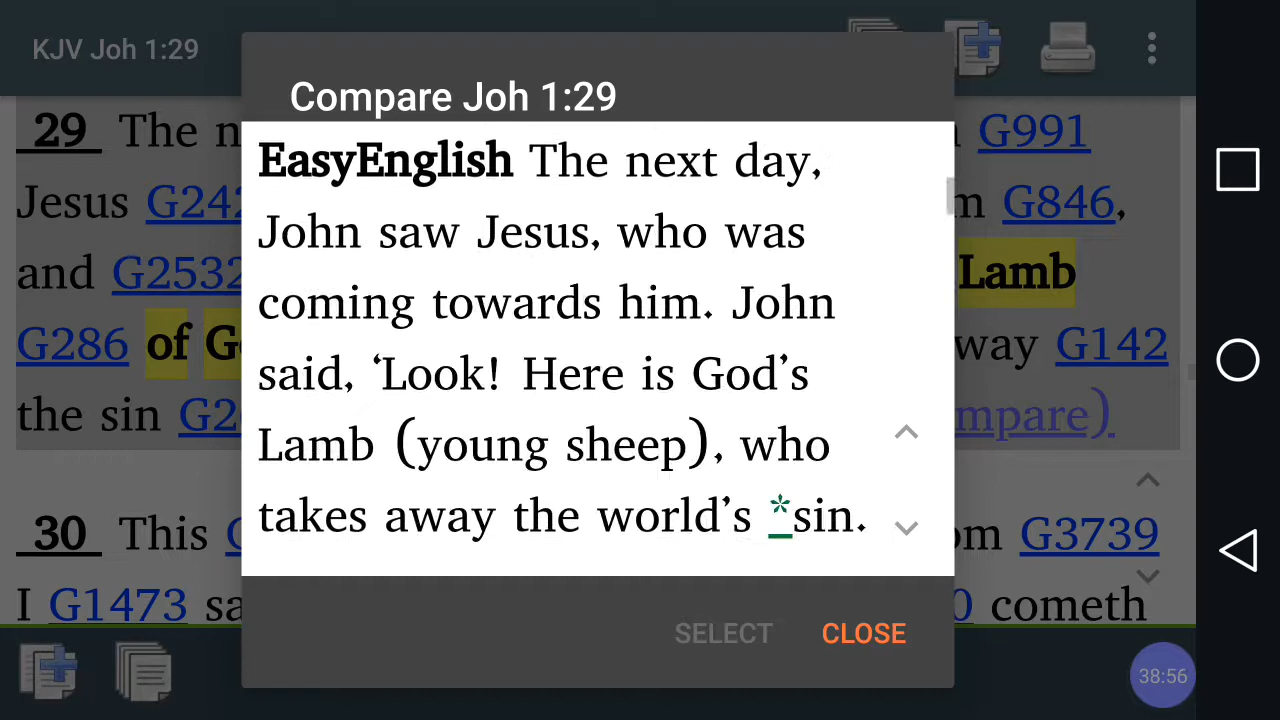 KJV Joh 1:29
Compare Joh 1:29
29 The n G991
Jesus G242 m G846,
and G2532 Lamb
G286 of G way G142
the sin G2 mpare)
30 This om G3739
I G1473 sa 0 cometh
EasyEnglish The next day,
John saw Jesus, who was
coming towards him. John
said, ‘Look! Here is God’s
Lamb (young sheep), who
takes away the world’s *sin.
SELECT CLOSE
38:56